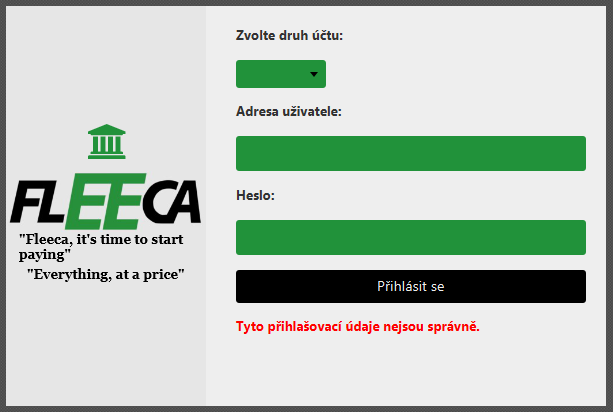 FLEECA
"Fleeca, it's time to start
paying"
"Everything, at a price"
Zvolte druh účtu:
Adresa uživatele:
Heslo:
Přihlásit se
Tyto přihlašovací údaje nejsou správně.